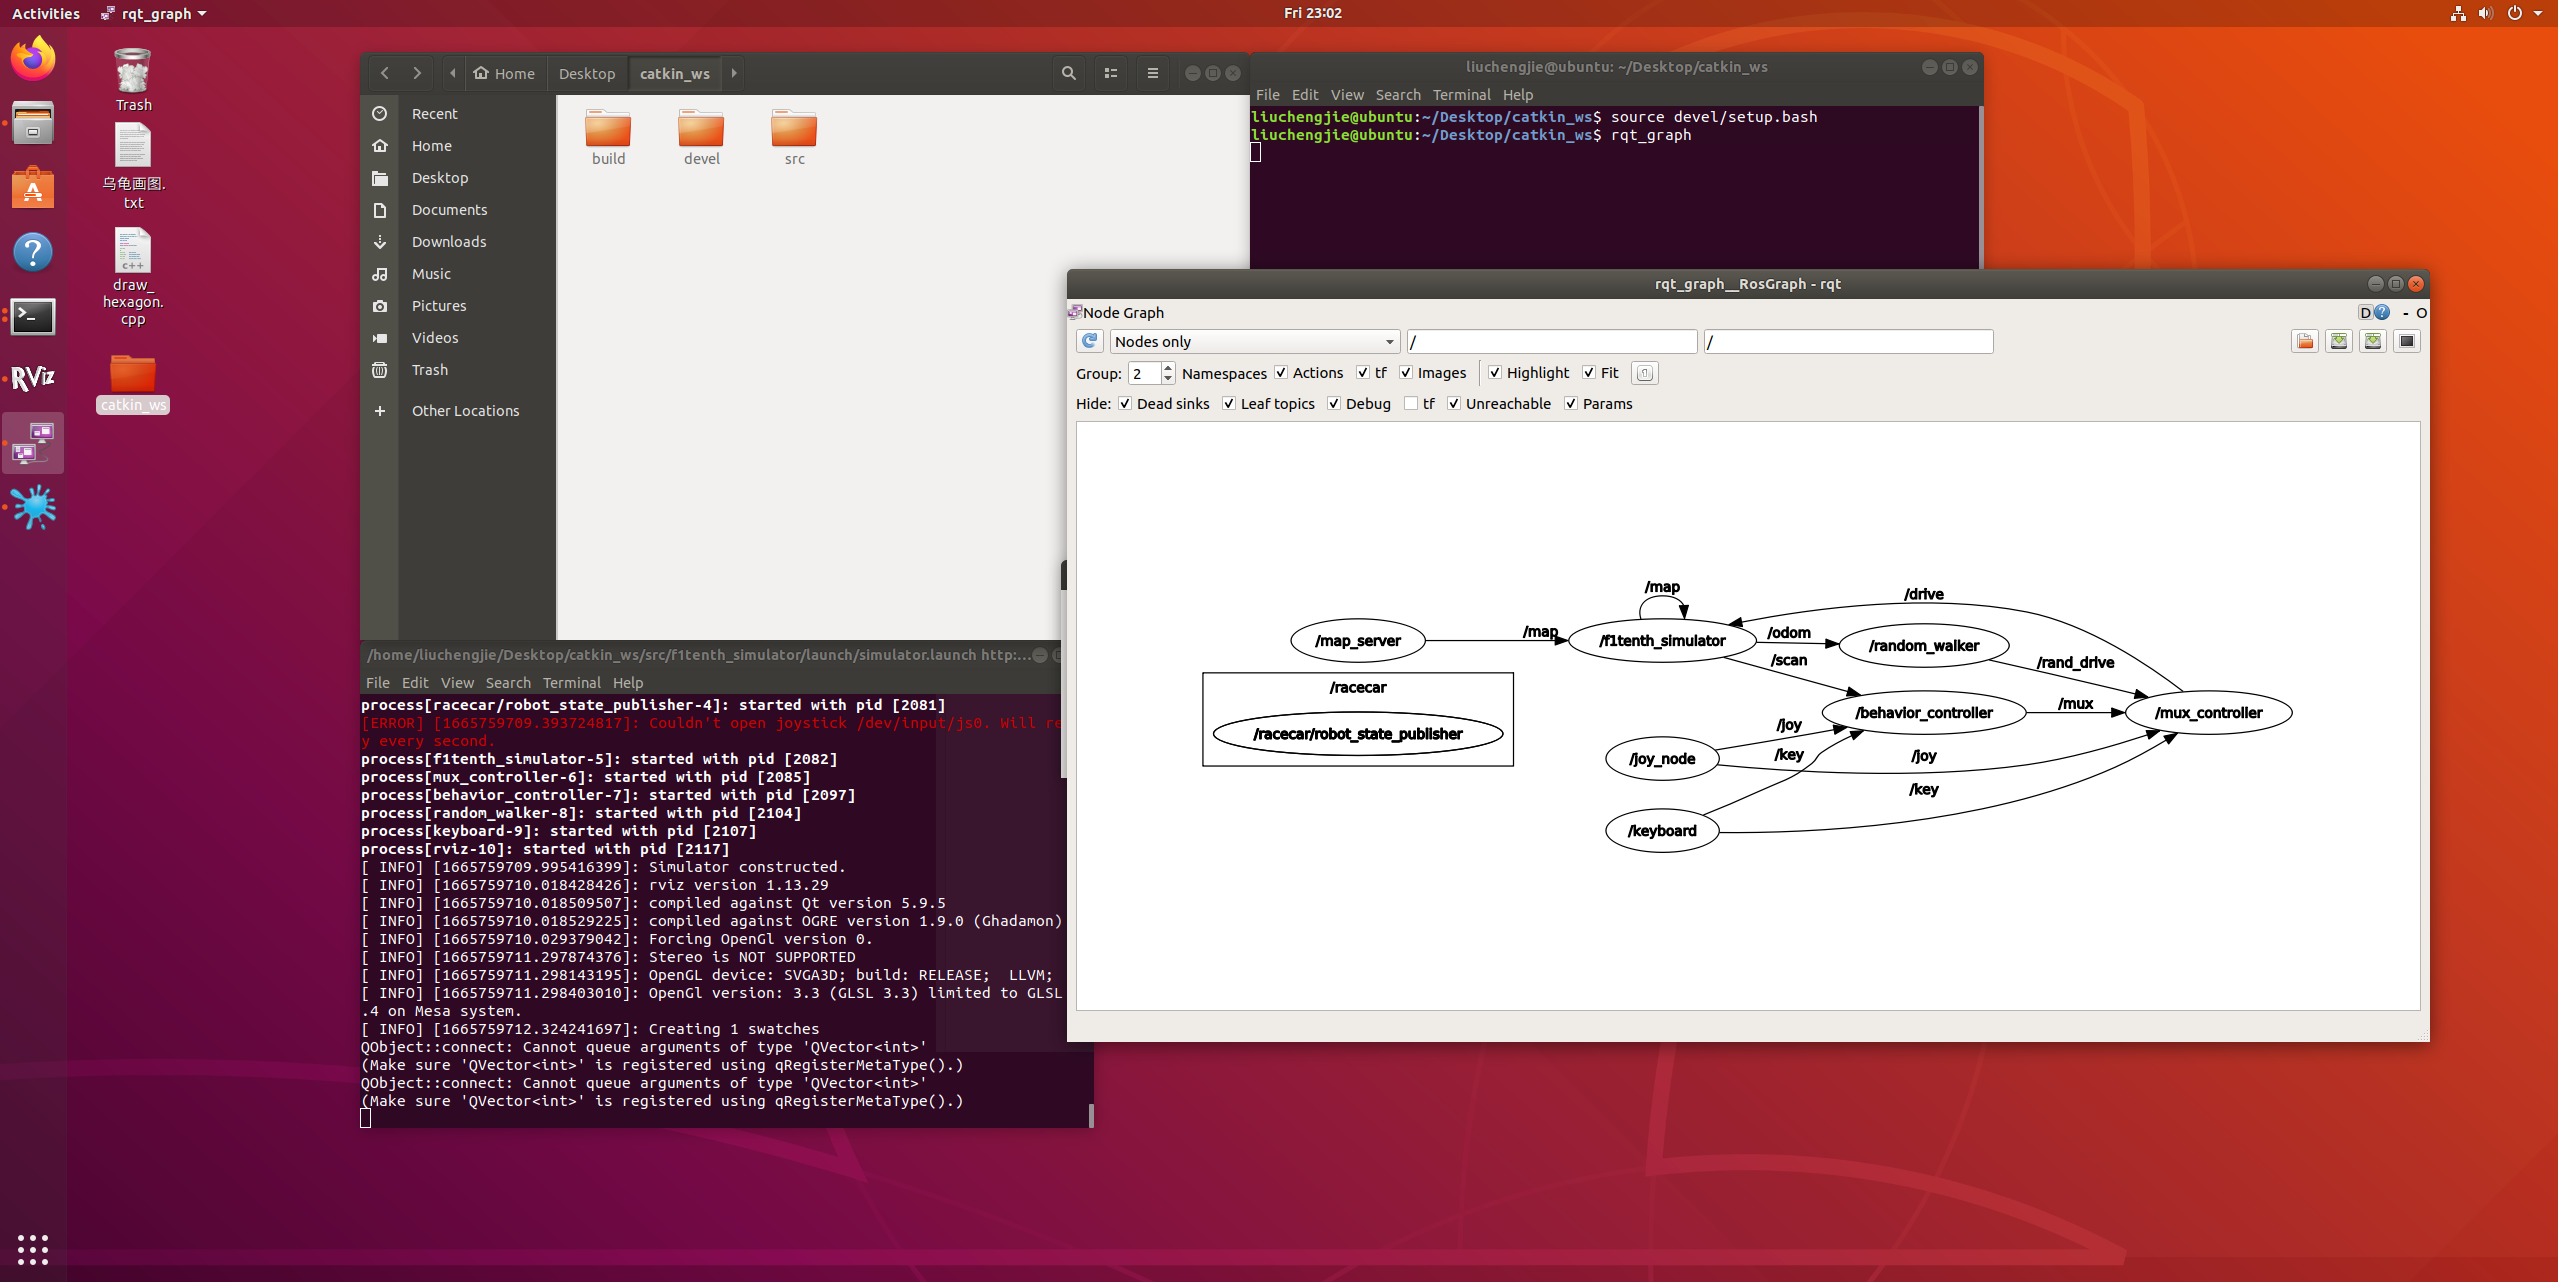 Activities
rqt_graph
Fri 23:02
Trash
乌龟画图.
txt
c++
draw_
hexagon.
cpp
RViz
catkin_ws
Home
Desktop
catkin_ws
Recent
Home
Desktop
Documents
Downloads
Music
Pictures
Videos
Trash
Other Locations
build
devel
src
liuchengjie@ubuntu: ~/Desktop/catkin_ws
File Edit View Search Terminal Help
liuchengjie@ubuntu:~/Desktop/catkin_ws$ source devel/setup.bash
liuchengjie@ubuntu:~/Desktop/catkin_ws$ rqt_graph
rqt_graph__RosGraph - rqt
Node Graph
D
- O
Nodes only
/
/
Group: 2 Namespaces Actions tf Images Highlight Fit
Hide: Dead sinks Leaf topics Debug tf Unreachable Params
/map
/drive
/map_server
/map
/f1tenth_simulator
/odom
/random_walker
/scan
/rand_drive
/racecar
/racecar/robot_state_publisher
/behavior_controller
/mux
/mux_controller
/joy
/joy_node
/key
/joy
/key
/keyboard
/home/liuchengjie/Desktop/catkin_ws/src/f1tenth_simulator/launch/simulator.launch http:...
File Edit View Search Terminal Help
process[racecar/robot_state_publisher-4]: started with pid [2081]
[ERROR] [1665759709.393724817]: Couldn't open joystick /dev/input/js0. Will re
y every second.
process[f1tenth_simulator-5]: started with pid [2082]
process[mux_controller-6]: started with pid [2085]
process[behavior_controller-7]: started with pid [2097]
process[random_walker-8]: started with pid [2104]
process[keyboard-9]: started with pid [2107]
process[rviz-10]: started with pid [2117]
[ INFO] [1665759709.995416399]: Simulator constructed.
[ INFO] [1665759710.018428426]: rviz version 1.13.29
[ INFO] [1665759710.018509507]: compiled against Qt version 5.9.5
[ INFO] [1665759710.018529225]: compiled against OGRE version 1.9.0 (Ghadamon)
[ INFO] [1665759710.029379042]: Forcing OpenGl version 0.
[ INFO] [1665759711.297874376]: Stereo is NOT SUPPORTED
[ INFO] [1665759711.298143195]: OpenGL device: SVGA3D; build: RELEASE;  LLVM;
[ INFO] [1665759711.298403010]: OpenGl version: 3.3 (GLSL 3.3) limited to GLSL
.4 on Mesa system.
[ INFO] [1665759712.324241697]: Creating 1 swatches
QObject::connect: Cannot queue arguments of type 'QVector<int>'
(Make sure 'QVector<int>' is registered using qRegisterMetaType().)
QObject::connect: Cannot queue arguments of type 'QVector<int>'
(Make sure 'QVector<int>' is registered using qRegisterMetaType().)